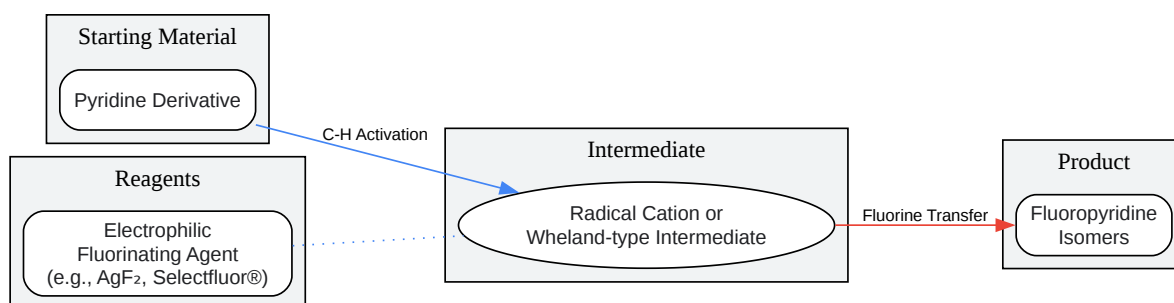 Starting Material
Pyridine Derivative
C-H Activation
Reagents
Electrophilic
Fluorinating Agent
(e.g., AgF₂, Selectfluor®)
Intermediate
Radical Cation or
Wheland-type Intermediate
Fluorine Transfer
Product
Fluoropyridine
Isomers